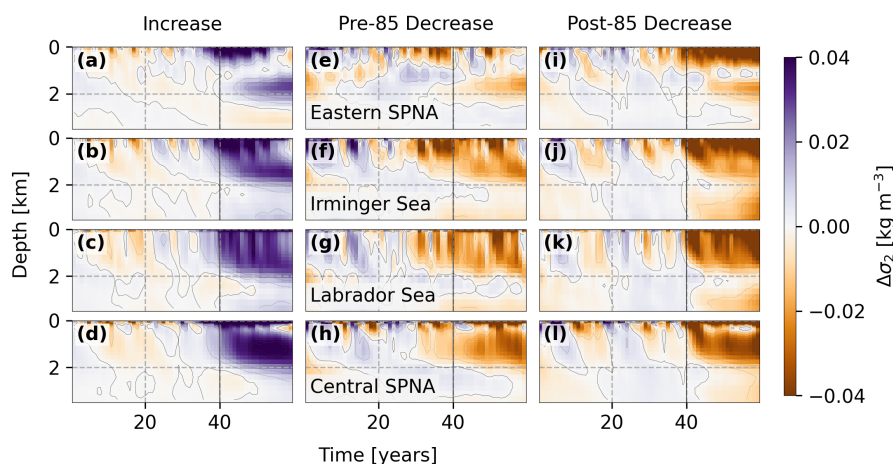 Increase Pre-85 Decrease Post-85 Decrease
0 (a) (e) (i) 0.04
2 Eastern SPNA
0 (b) (f) (j) 0.02
2 Irminger Sea
Depth [km]
0.00
0 (c) (g) (k)
2 Labrador Sea
−0.02
0 (d) (h) (l)
2 Central SPNA
−0.04
Δσ₂ [kg m⁻³]
20 40 20 40 20 40
Time [years]